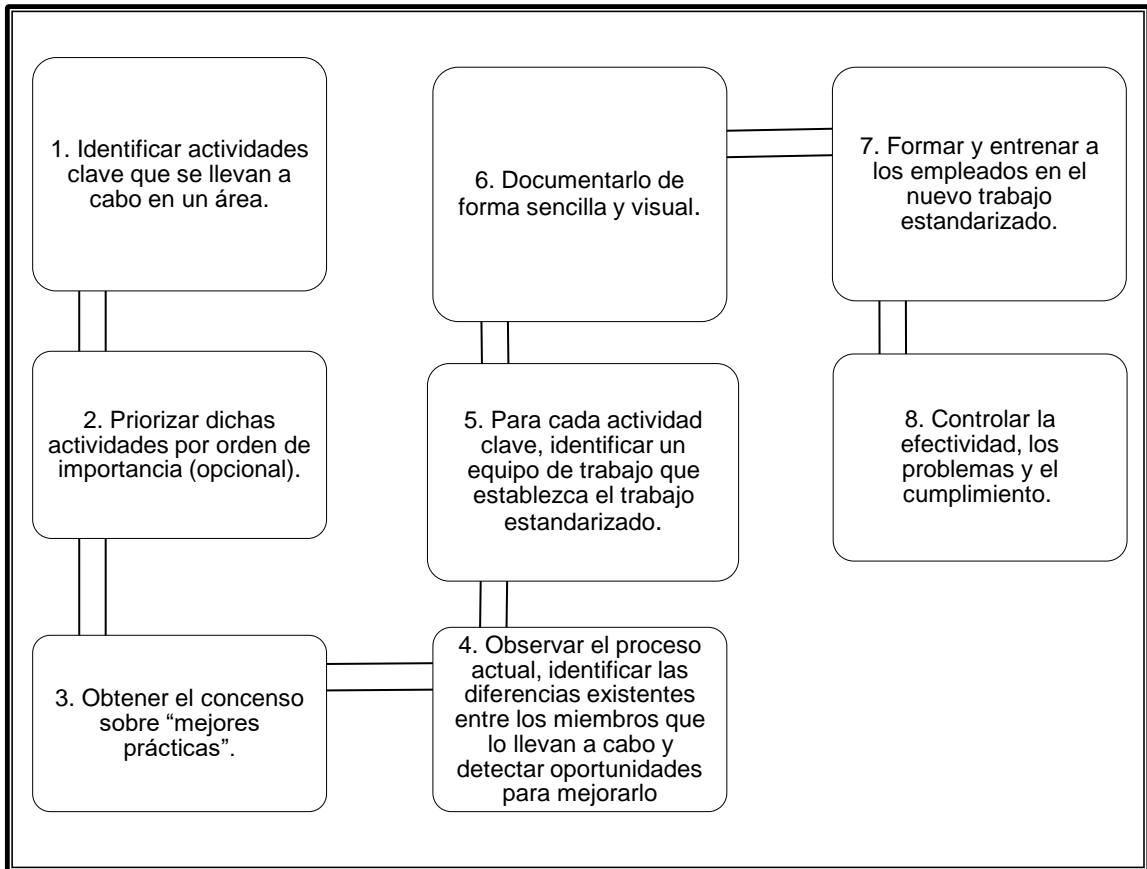 1. Identificar actividades
clave que se llevan a
cabo en un área.
2. Priorizar dichas
actividades por orden de
importancia (opcional).
3. Obtener el concenso
sobre “mejores
prácticas”.
4. Observar el proceso
actual, identificar las
diferencias existentes
entre los miembros que
lo llevan a cabo y
detectar oportunidades
para mejorarlo
5. Para cada actividad
clave, identificar un
equipo de trabajo que
establezca el trabajo
estandarizado.
6. Documentarlo de
forma sencilla y visual.
7. Formar y entrenar a
los empleados en el
nuevo trabajo
estandarizado.
8. Controlar la
efectividad, los
problemas y el
cumplimiento.